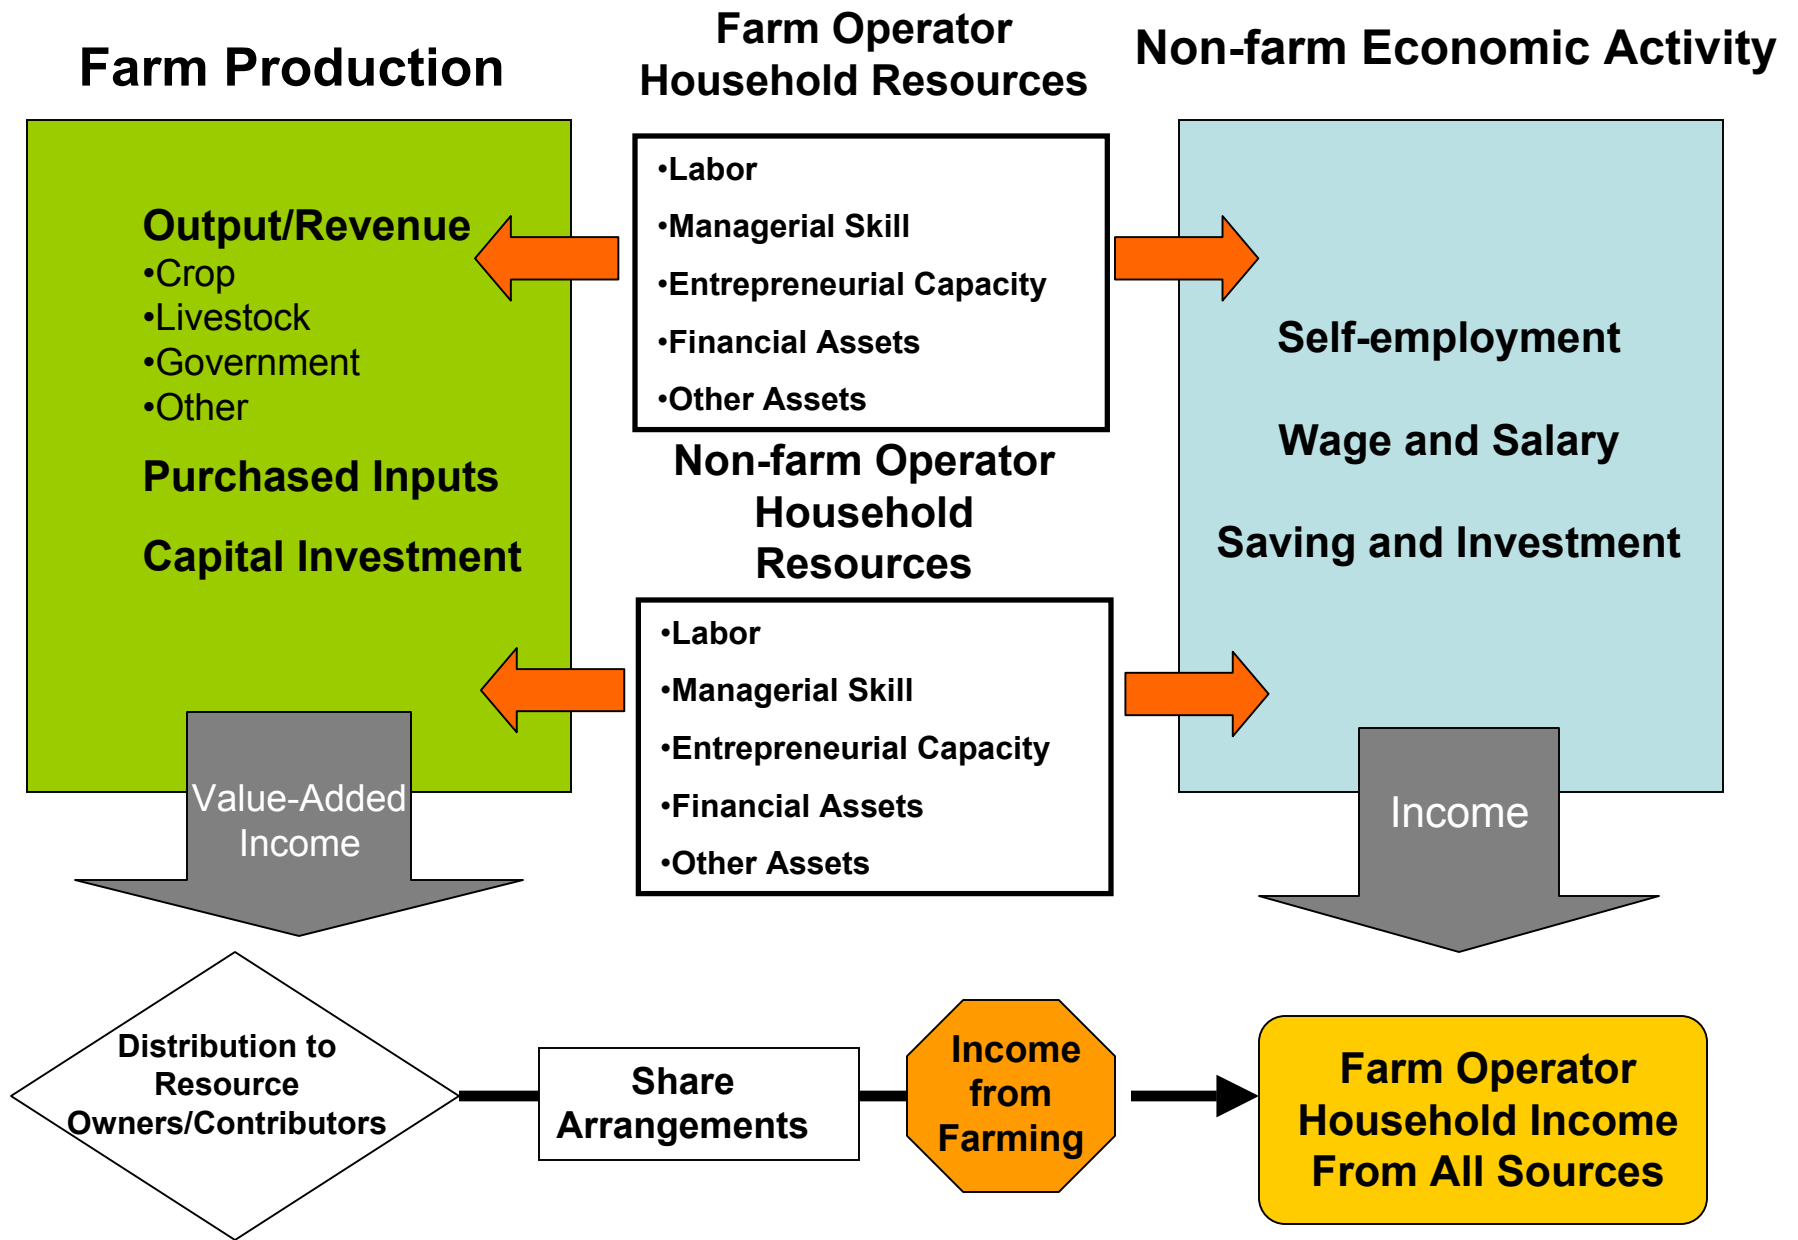 Farm Production
Farm Operator
Household Resources
Non-farm Economic Activity
Output/Revenue
•Crop
•Livestock
•Government
•Other
Purchased Inputs
Capital Investment
•Labor
•Managerial Skill
•Entrepreneurial Capacity
•Financial Assets
•Other Assets
Non-farm Operator
Household
Resources
•Labor
•Managerial Skill
•Entrepreneurial Capacity
•Financial Assets
•Other Assets
Self-employment
Wage and Salary
Saving and Investment
Value-Added
Income
Income
Distribution to
Resource
Owners/Contributors
Share
Arrangements
Income
from
Farming
Farm Operator
Household Income
From All Sources